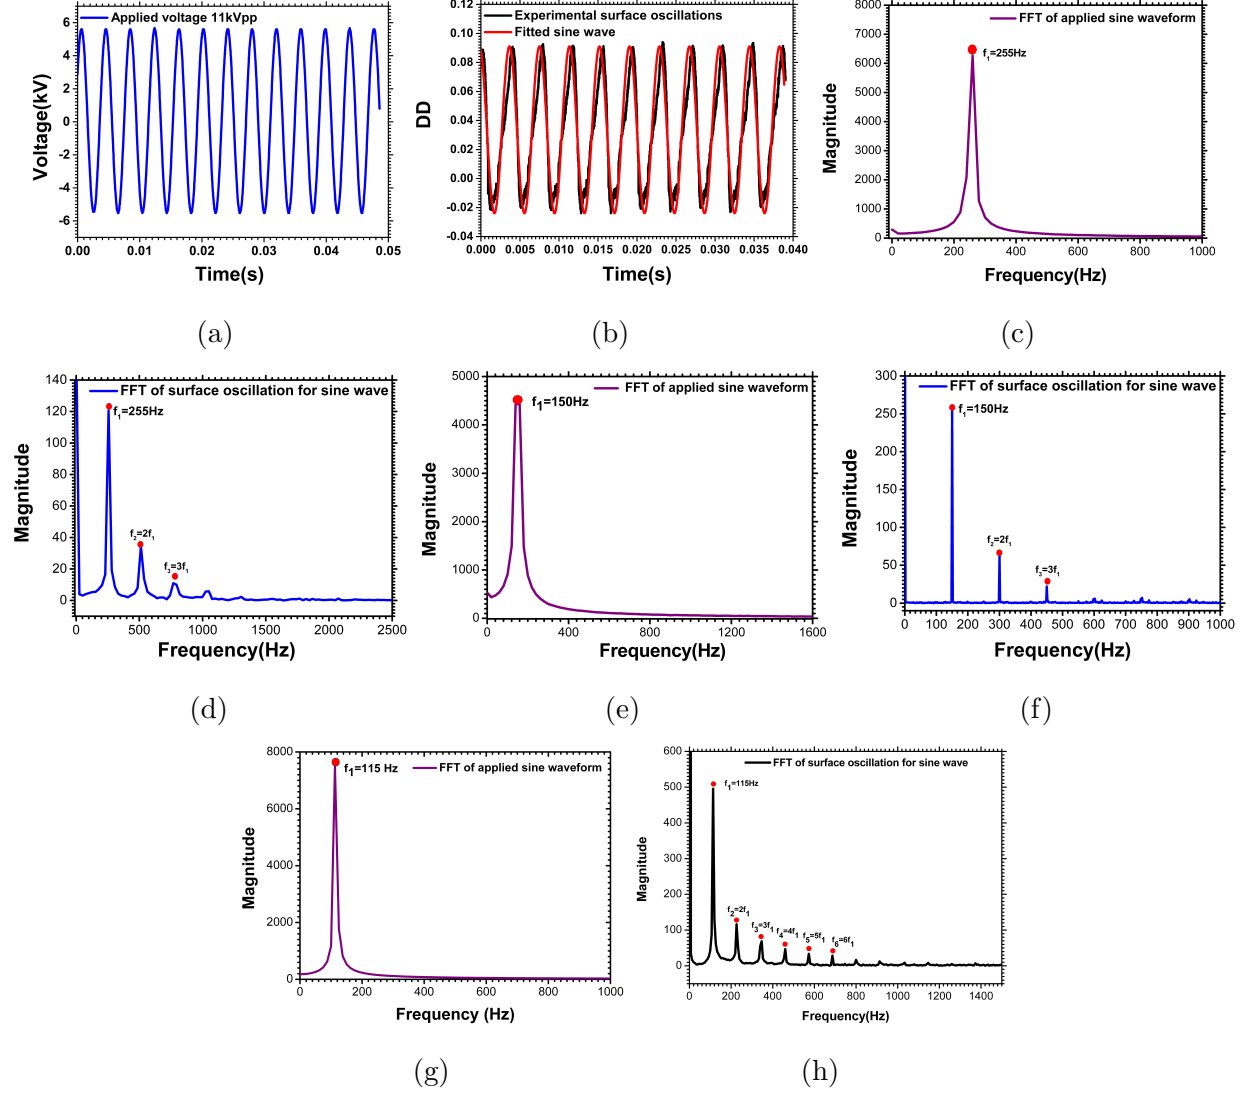 Applied voltage 11kVpp
6
4
2
0
-2
-4
-6
Voltage(kV)
0.00 0.01 0.02 0.03 0.04 0.05
Time(s)
(a)
Experimental surface oscillations
Fitted sine wave
0.12
0.10
0.08
0.06
0.04
0.02
0.00
-0.02
-0.04
DD
0.000 0.005 0.010 0.015 0.020 0.025 0.030 0.035 0.040
Time(s)
(b)
FFT of applied sine waveform
f1=255Hz
8000
7000
6000
5000
4000
3000
2000
1000
0
Magnitude
0 200 400 600 800 1000
Frequency(Hz)
(c)
FFT of surface oscillation for sine wave
f1=255Hz
f2=2f1
f3=3f1
140
120
100
80
60
40
20
0
Magnitude
0 500 1000 1500 2000 2500
Frequency(Hz)
(d)
FFT of applied sine waveform
f1=150Hz
5000
4000
3000
2000
1000
0
Magnitude
0 400 800 1200 1600
Frequency(Hz)
(e)
FFT of surface oscillation for sine wave
f1=150Hz
f2=2f1
f3=3f1
300
250
200
150
100
50
0
Magnitude
0 100 200 300 400 500 600 700 800 900 1000
Frequency(Hz)
(f)
f1=115 Hz
FFT of applied sine waveform
8000
6000
4000
2000
0
Magnitude
0 200 400 600 800 1000
Frequency (Hz)
(g)
FFT of surface oscillation for sine wave
f1=115Hz
f2=2f1
f3=3f1
f4=4f1
f5=5f1
f6=6f1
600
500
400
300
200
100
0
Magnitude
0 200 400 600 800 1000 1200 1400
Frequency(Hz)
(h)